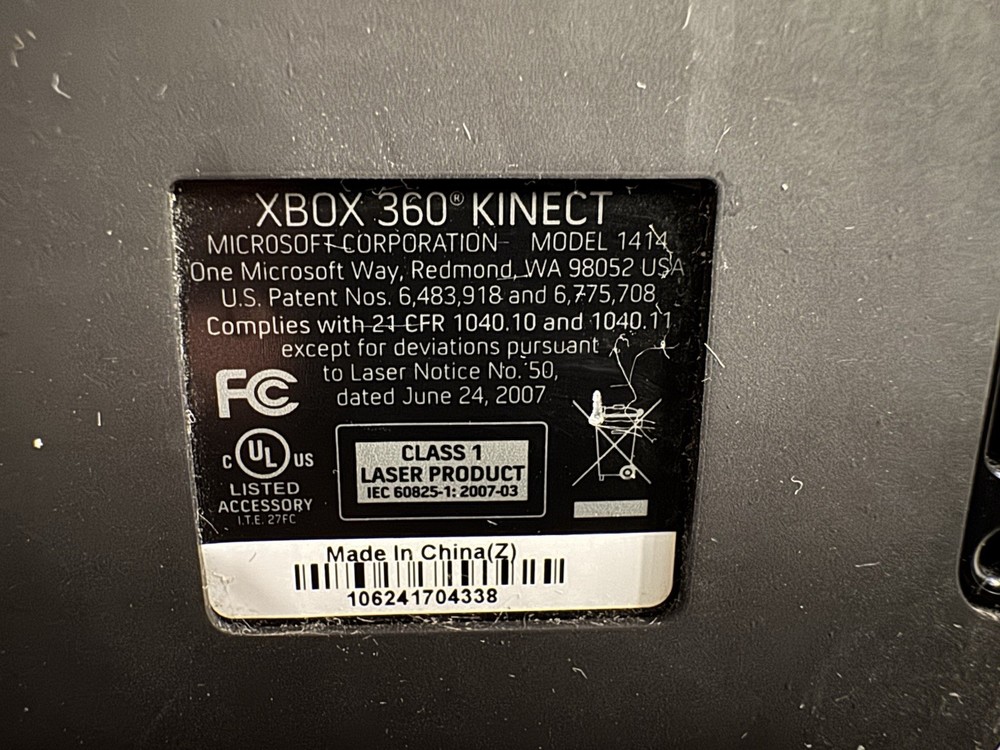 XBOX 360® KINECT
MICROSOFT CORPORATION MODEL 1414
One Microsoft Way, Redmond, WA 98052 USA
U.S. Patent Nos. 6,483,918 and 6,775,708
Complies with 21 CFR 1040.10 and 1040.11
except for deviations pursuant
to Laser Notice No. 50,
dated June 24, 2007
FC
C UL US
LISTED
ACCESSORY
I.T.E. 27FC
CLASS 1
LASER PRODUCT
IEC 60825-1: 2007-03
Made In China(Z)
106241704338